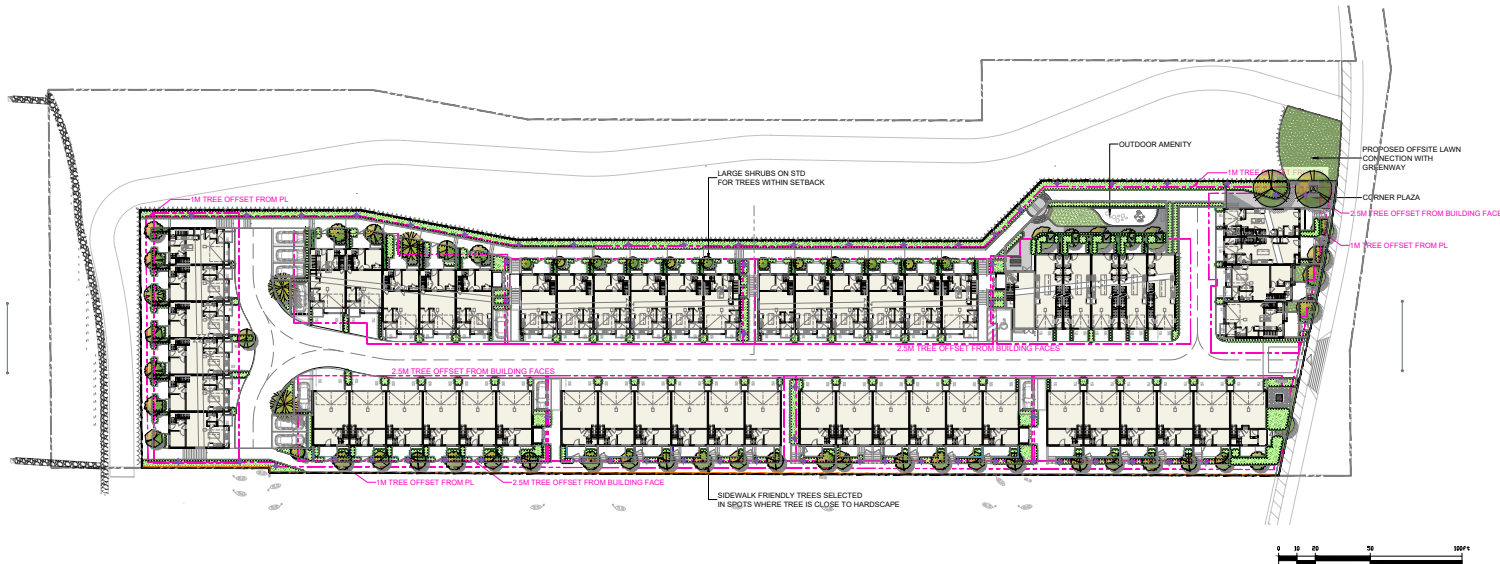 OUTDOOR AMENITY
PROPOSED OFFSITE LAWN
CONNECTION WITH
GREENWAY
LARGE SHRUBS ON STD
FOR TREES WITHIN SETBACK
1M TREE OFFSET FR
1M TREE OFFSET FROM PL
CORNER PLAZA
2.5M TREE OFFSET FROM BUILDING FACE
1M TREE OFFSET FROM PL
2.5M TREE OFFSET FROM BUILDING FACES
2.5M TREE OFFSET FROM BUILDING FACES
1M TREE OFFSET FROM PL
2.5M TREE OFFSET FROM BUILDING FACE
SIDEWALK FRIENDLY TREES SELECTED
IN SPOTS WHERE TREE IS CLOSE TO HARDSCAPE
0 10 20 50 100ft